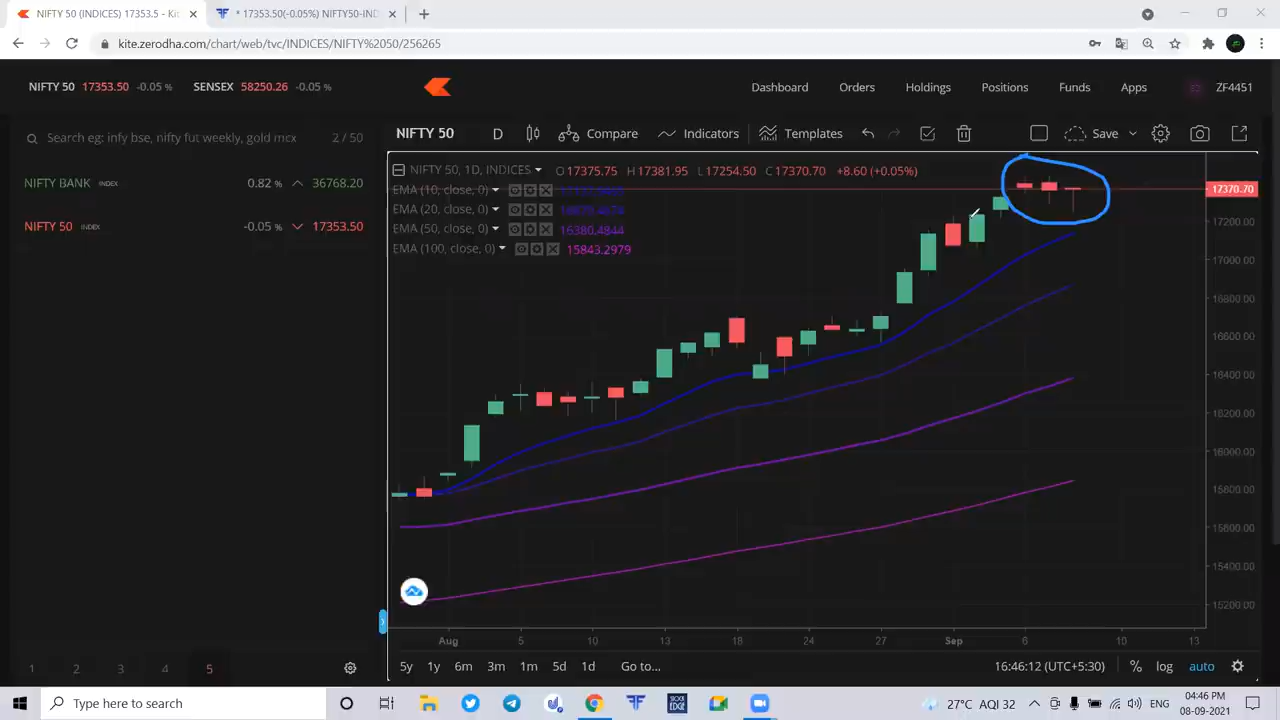 NIFTY 50 (INDICES) 17353.5 - Kit
* 17353.50(-0.05%) NIFTY50-IND
kite.zerodha.com/chart/web/tvc/INDICES/NIFTY%2050/256265
NIFTY 50 17353.50 -0.05 % SENSEX 58250.26 -0.05 %
Dashboard Orders Holdings Positions Funds Apps ZF4451
Search eg: infy bse, nifty fut weekly, gold mcx 2 / 50
NIFTY BANK INDEX 0.82 % 36768.20
NIFTY 50 INDEX -0.05 % 17353.50
NIFTY 50 D Compare Indicators Templates Save
NIFTY 50, 1D, INDICES O17375.75 H17381.95 L17254.50 C17370.70 +8.60 (+0.05%)
EMA (10, close, 0)
EMA (20, close, 0)
EMA (50, close, 0) 16380.4844
EMA (100, close, 0) 15843.2979
17370.70
17200.00
17000.00
16800.00
16600.00
16400.00
16200.00
16000.00
15800.00
15600.00
15400.00
15200.00
Aug 5 10 13 18 24 27 Sep 6 10 13
1 2 3 4 5
5y 1y 6m 3m 1m 5d 1d Go to... 16:46:12 (UTC+5:30) % log auto
Type here to search
STOCK EDGE
27°C AQI 32 ENG
04:46 PM
08-09-2021